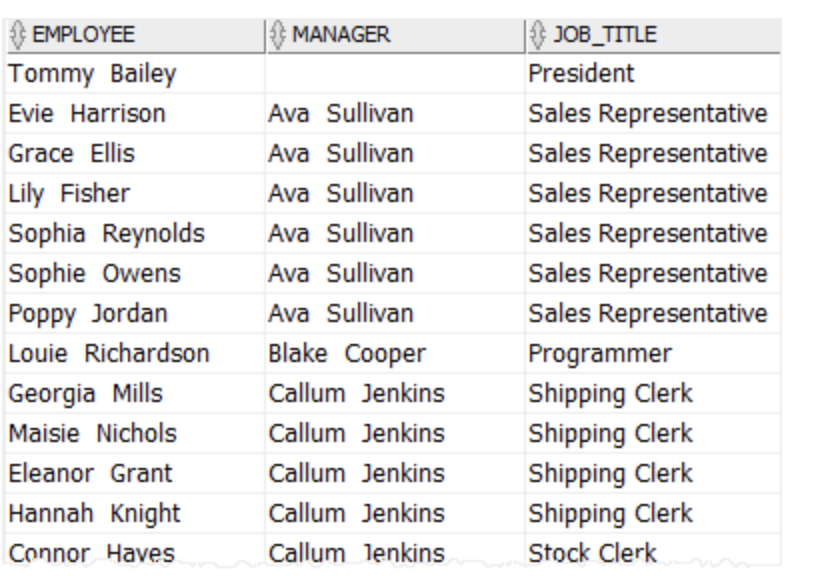 EMPLOYEE MANAGER JOB_TITLE
Tommy Bailey President
Evie Harrison Ava Sullivan Sales Representative
Grace Ellis Ava Sullivan Sales Representative
Lily Fisher Ava Sullivan Sales Representative
Sophia Reynolds Ava Sullivan Sales Representative
Sophie Owens Ava Sullivan Sales Representative
Poppy Jordan Ava Sullivan Sales Representative
Louie Richardson Blake Cooper Programmer
Georgia Mills Callum Jenkins Shipping Clerk
Maisie Nichols Callum Jenkins Shipping Clerk
Eleanor Grant Callum Jenkins Shipping Clerk
Hannah Knight Callum Jenkins Shipping Clerk
Connor Hayes Callum Jenkins Stock Clerk